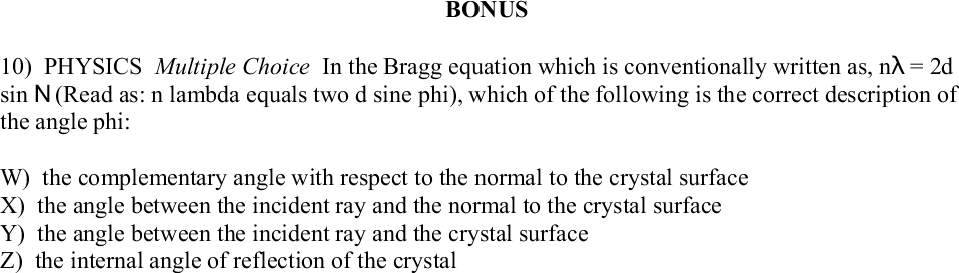 BONUS
10) PHYSICS Multiple Choice In the Bragg equation which is conventionally written as, nλ = 2d
sin N (Read as: n lambda equals two d sine phi), which of the following is the correct description of
the angle phi:
W) the complementary angle with respect to the normal to the crystal surface
X) the angle between the incident ray and the normal to the crystal surface
Y) the angle between the incident ray and the crystal surface
Z) the internal angle of reflection of the crystal